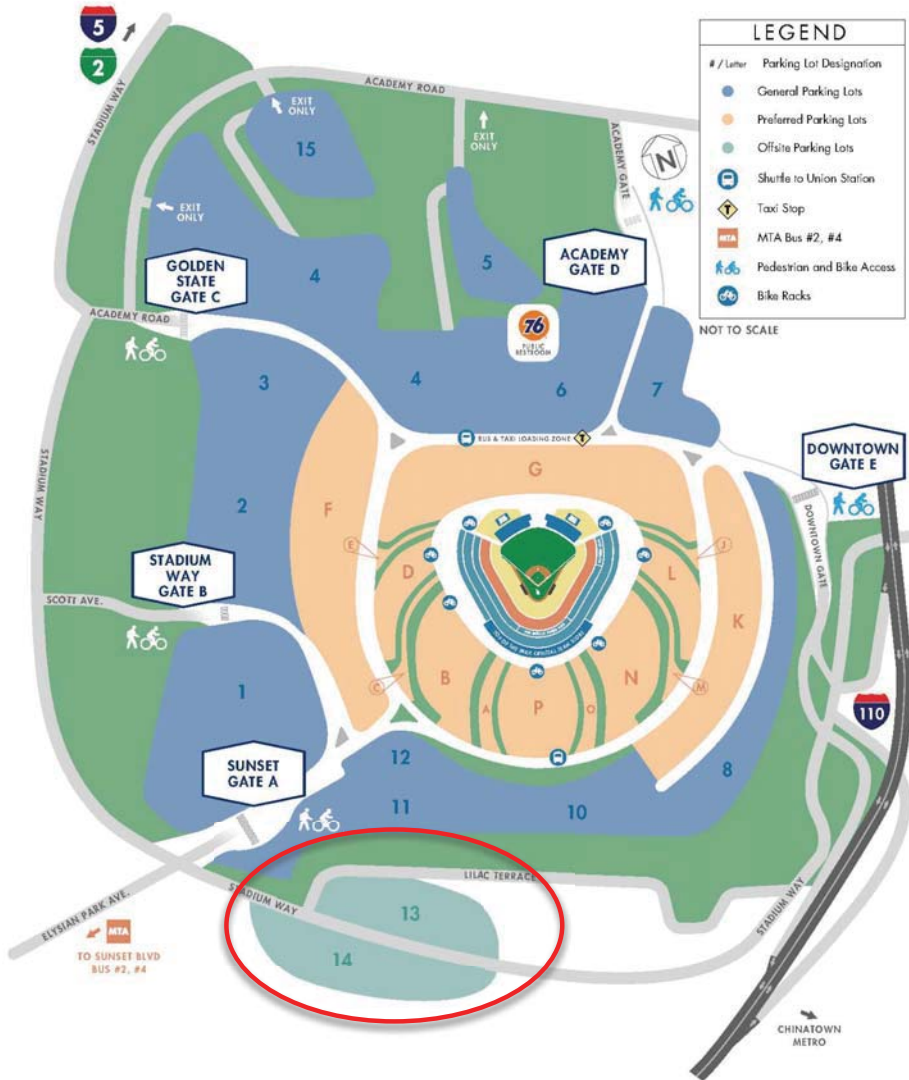 5
2
STADIUM WAY
ACADEMY ROAD
EXIT
ONLY
15
EXIT
ONLY
ACADEMY GATE
N
LEGEND
# / Letter Parking Lot Designation
General Parking Lots
Preferred Parking Lots
Offsite Parking Lots
Shuttle to Union Station
T Taxi Stop
MTA MTA Bus #2, #4
Pedestrian and Bike Access
Bike Racks
NOT TO SCALE
EXIT
ONLY
GOLDEN
STATE
GATE C
4
5
ACADEMY
GATE D
ACADEMY ROAD
76
PUBLIC
RESTROOM
3
4
6
7
BUS & TAXI LOADING ZONE T
G
DOWNTOWN
GATE E
STADIUM WAY
2
F
E
D
J
L
K
DOWNTOWN GATE
STADIUM
WAY
GATE B
SCOTT AVE.
C
B
A
P
O
N
M
1
110
SUNSET
GATE A
12
11
10
8
LILAC TERRACE
STADIUM WAY
13
14
STADIUM WAY
ELYSIAN PARK AVE.
MTA
TO SUNSET BLVD
BUS #2, #4
CHINATOWN
METRO